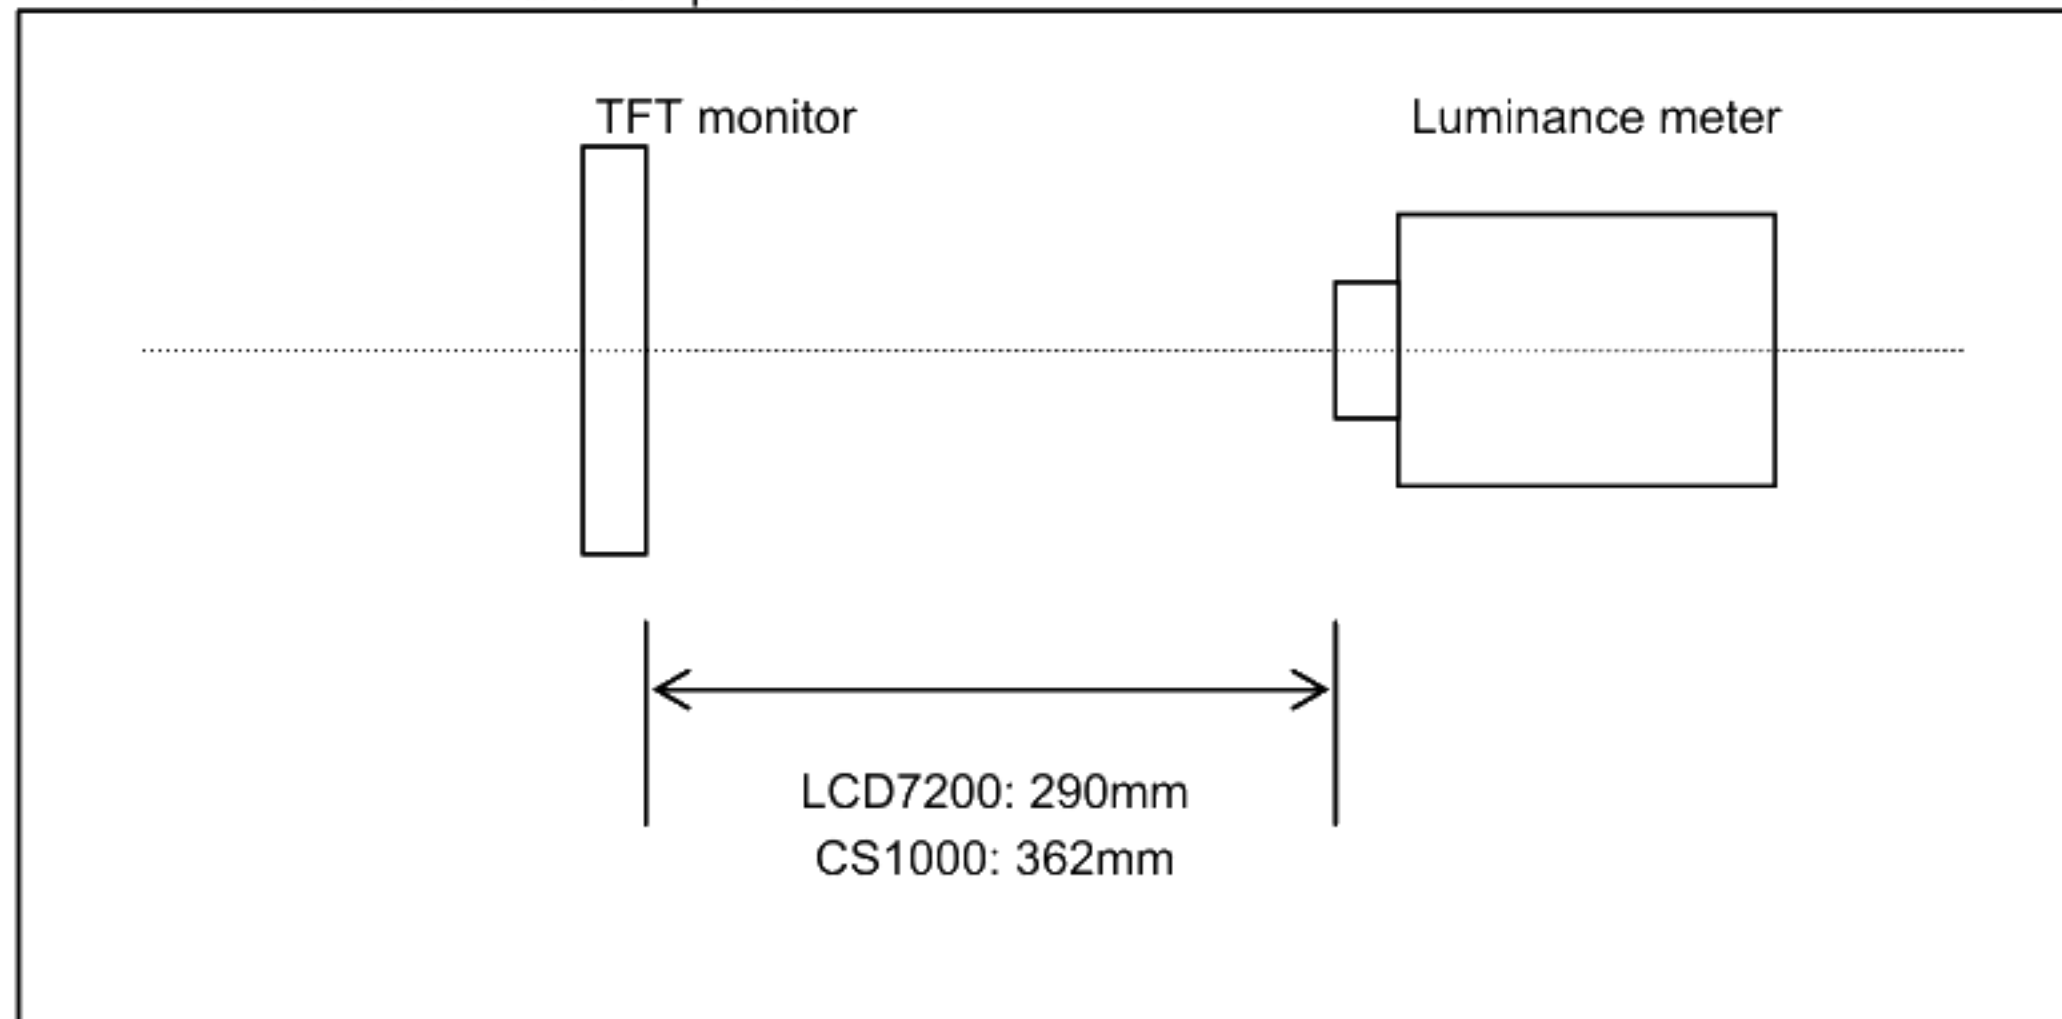 TFT monitor
Luminance meter
LCD7200: 290mm
CS1000: 362mm